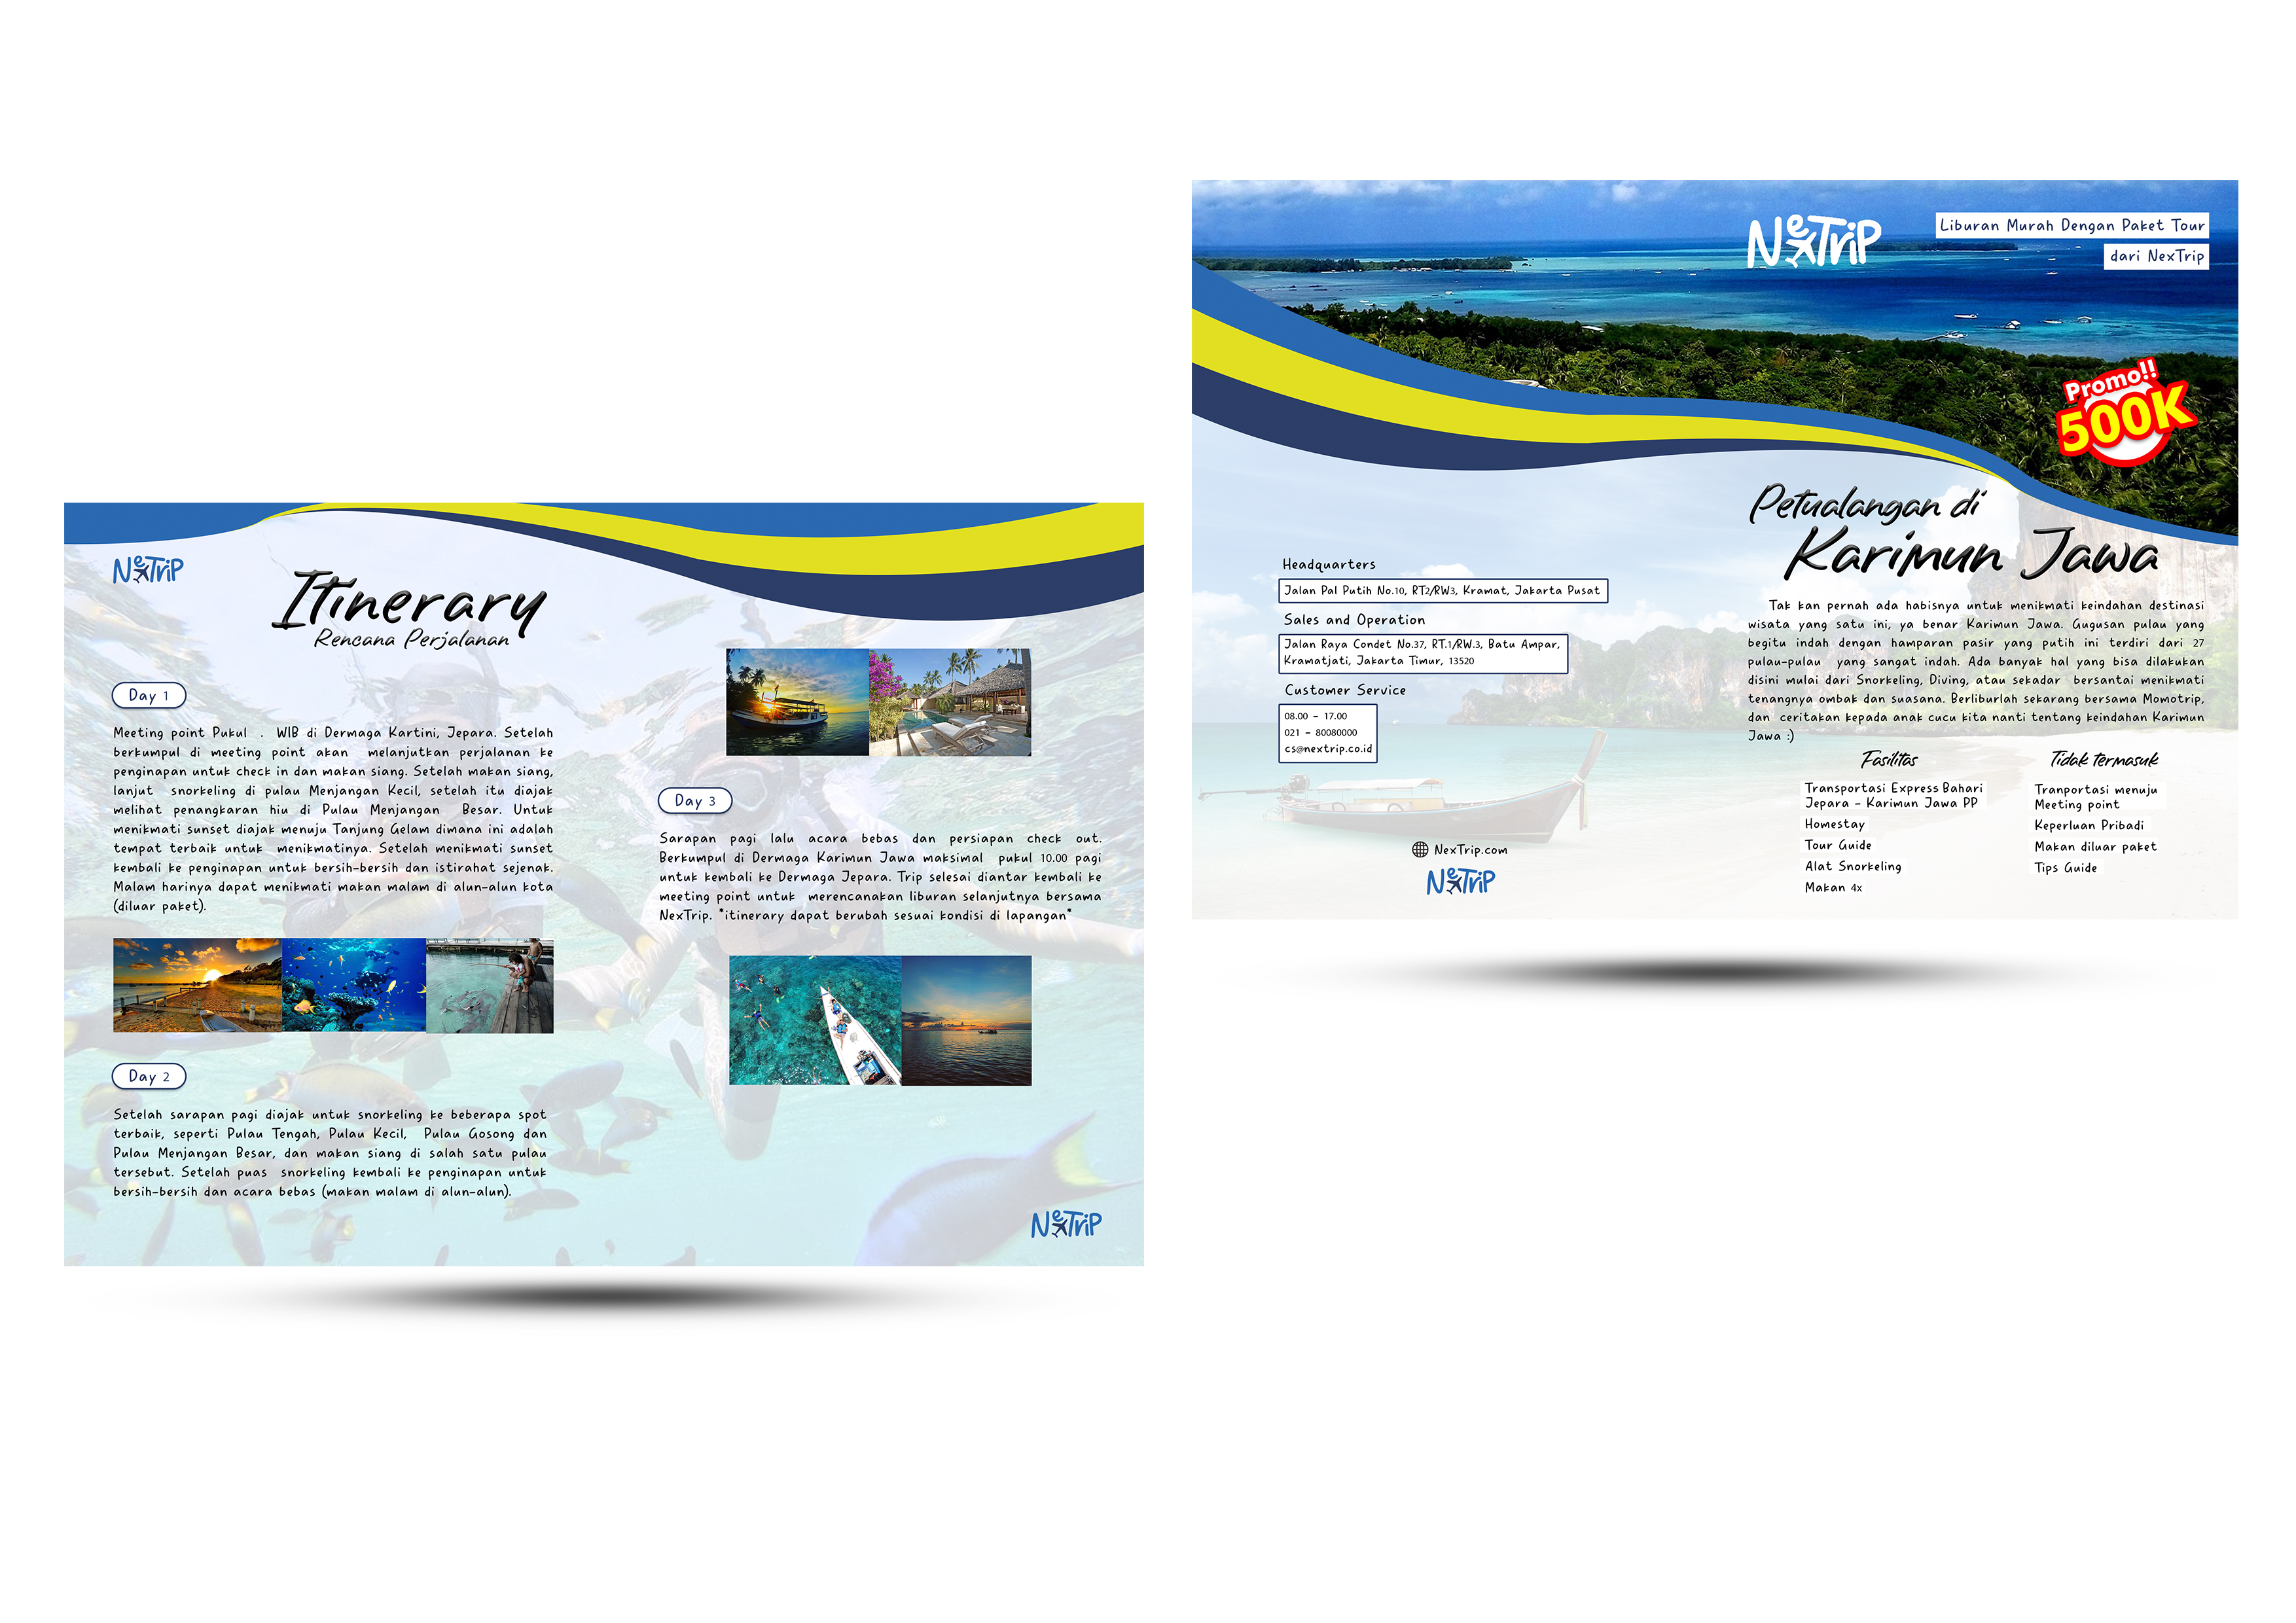 NexTrip
Itinerary
Rencana Perjalanan
Day 1
Meeting point Pukul . WIB di Dermaga Kartini, Jepara. Setelah
berkumpul di meeting point akan melanjutkan perjalanan ke
penginapan untuk check in dan makan siang. Setelah makan siang,
lanjut snorkeling di pulau Menjangan Kecil, setelah itu diajak
melihat penangkaran hiu di Pulau Menjangan Besar. Untuk
menikmati sunset diajak menuju Tanjung Gelam dimana ini adalah
tempat terbaik untuk menikmatinya. Setelah menikmati sunset
kembali ke penginapan untuk bersih-bersih dan istirahat sejenak.
Malam harinya dapat menikmati makan malam di alun-alun kota
(diluar paket).
Day 2
Setelah sarapan pagi diajak untuk snorkeling ke beberapa spot
terbaik, seperti Pulau Tengah, Pulau Kecil, Pulau Gosong dan
Pulau Menjangan Besar, dan makan siang di salah satu pulau
tersebut. Setelah puas snorkeling kembali ke penginapan untuk
bersih-bersih dan acara bebas (makan malam di alun-alun).
Day 3
Sarapan pagi lalu acara bebas dan persiapan check out.
Berkumpul di Dermaga Karimun Jawa maksimal pukul 10.00 pagi
untuk kembali ke Dermaga Jepara. Trip selesai diantar kembali ke
meeting point untuk merencanakan liburan selanjutnya bersama
NexTrip. *itinerary dapat berubah sesuai kondisi di lapangan*
NexTrip
NexTrip
Liburan Murah Dengan Paket Tour
dari NexTrip
Promo!!
500K
Headquarters
Jalan Pal Putih No.10, RT2/RW3, Kramat, Jakarta Pusat
Sales and Operation
Jalan Raya Condet No.37, RT.1/RW.3, Batu Ampar,
Kramatjati, Jakarta Timur, 13520
Customer Service
08.00 - 17.00
021 - 80080000
cs@nextrip.co.id
NexTrip.com
NexTrip
Petualangan di
Karimun Jawa
Tak kan pernah ada habisnya untuk menikmati keindahan destinasi
wisata yang satu ini, ya benar Karimun Jawa. Gugusan pulau yang
begitu indah dengan hamparan pasir yang putih ini terdiri dari 27
pulau-pulau yang sangat indah. Ada banyak hal yang bisa dilakukan
disini mulai dari Snorkeling, Diving, atau sekadar bersantai menikmati
tenangnya ombak dan suasana. Berliburlah sekarang bersama Momotrip,
dan ceritakan kepada anak cucu kita nanti tentang keindahan Karimun
Jawa :)
Fasilitas
Transportasi Express Bahari
Jepara - Karimun Jawa PP
Homestay
Tour Guide
Alat Snorkeling
Makan 4x
Tidak termasuk
Tranportasi menuju
Meeting point
Keperluan Pribadi
Makan diluar paket
Tips Guide